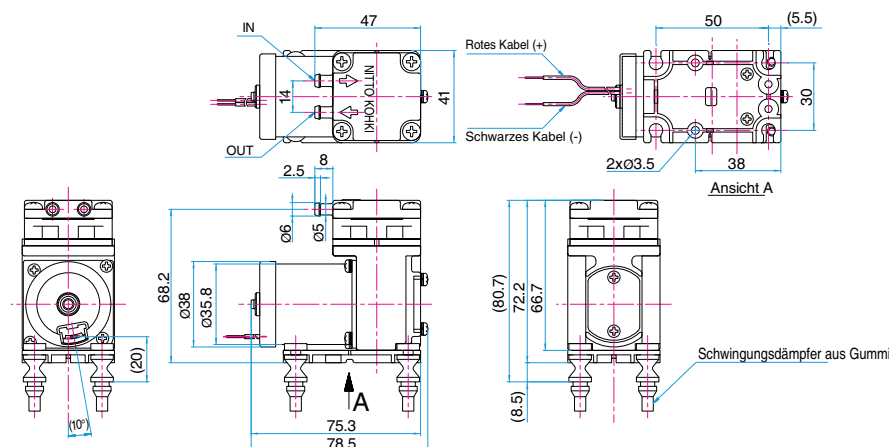 47
IN
14
NITTO KOHKI
41
OUT
50
(5.5)
Rotes Kabel (+)
30
Schwarzes Kabel (-)
2xØ3.5
38
Ansicht A
8
2.5
Ø6
Ø5
68.2
Ø38
Ø35.8
(20)
(10°)
A
75.3
78.5
(80.7)
72.2
66.7
(8.5)
Schwingungsdämpfer aus Gummi